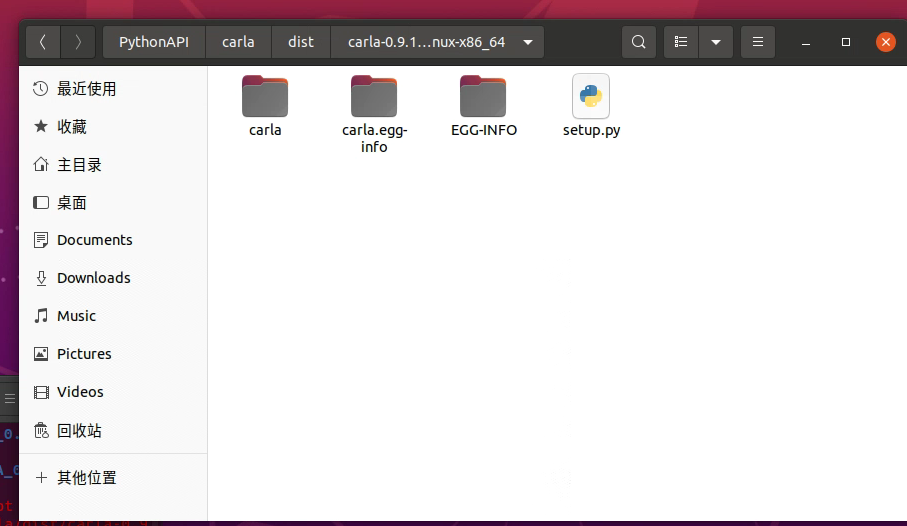 PythonAPI
carla
dist
carla-0.9.1…nux-x86_64
最近使用
收藏
主目录
桌面
Documents
Downloads
Music
Pictures
Videos
回收站
其他位置
carla
carla.egg-
info
EGG-INFO
setup.py